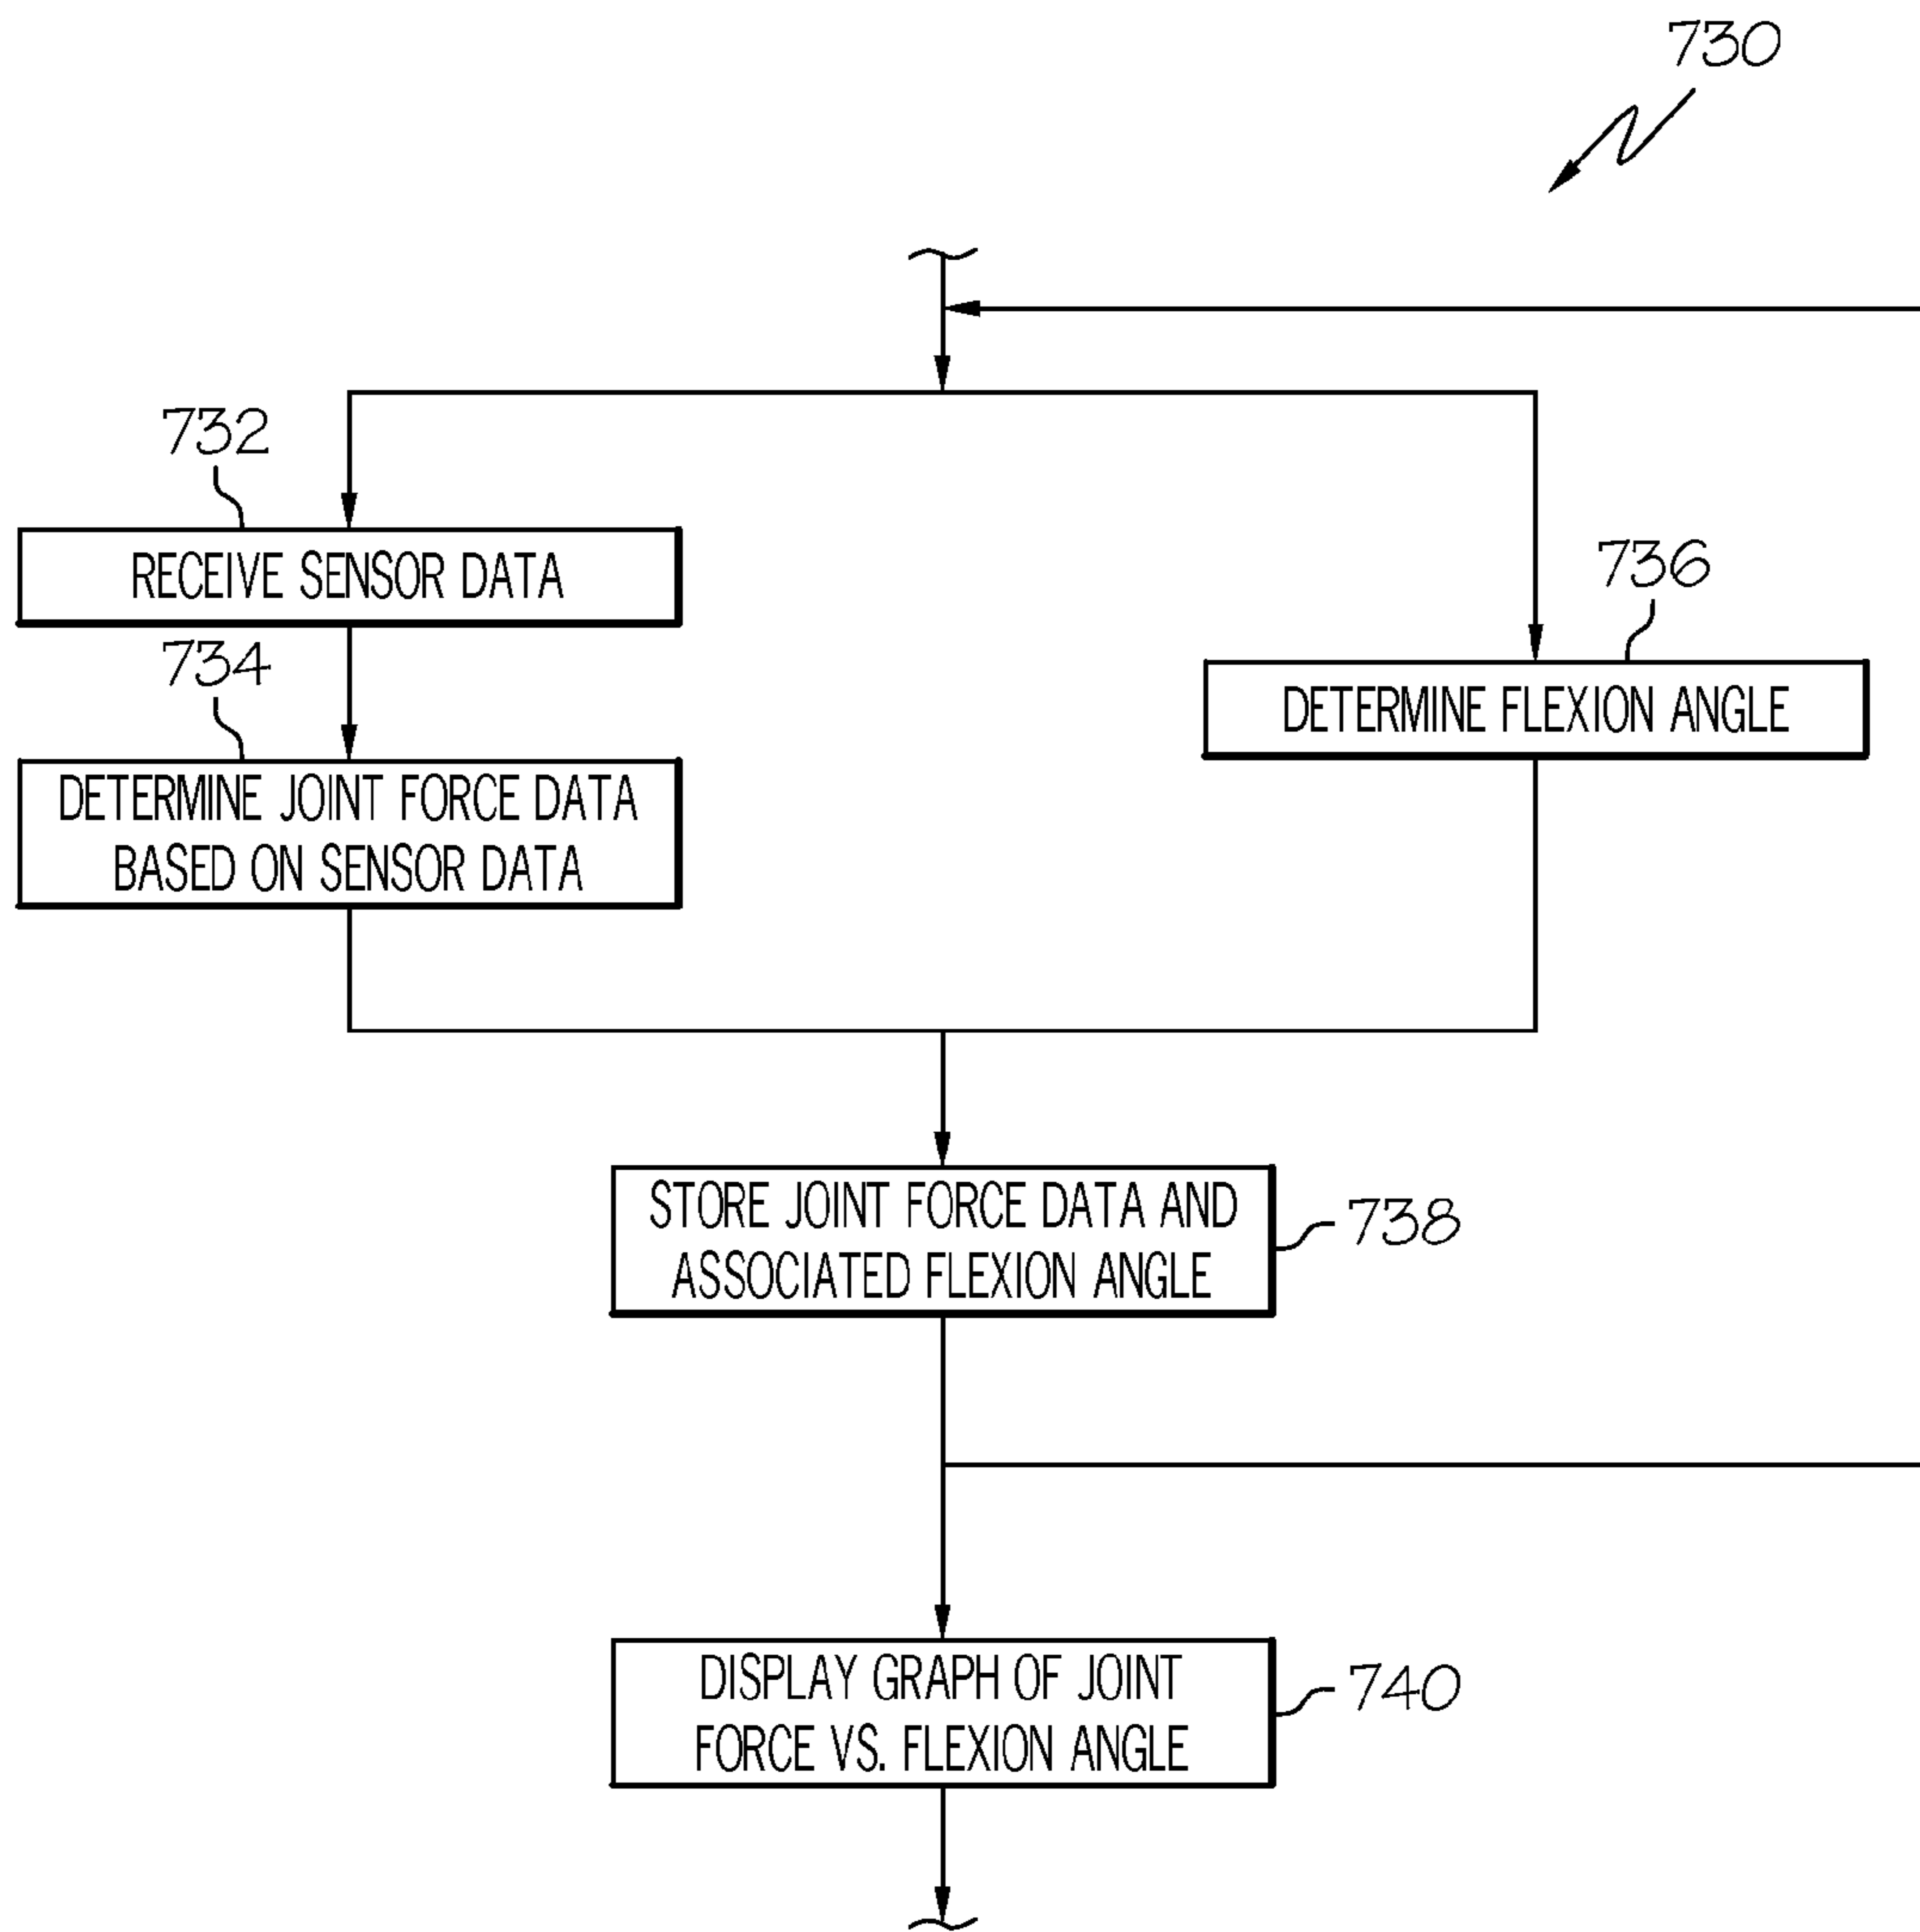 730
732
RECEIVE SENSOR DATA
736
734
DETERMINE FLEXION ANGLE
DETERMINE JOINT FORCE DATA
BASED ON SENSOR DATA
STORE JOINT FORCE DATA AND
ASSOCIATED FLEXION ANGLE
738
DISPLAY GRAPH OF JOINT
FORCE VS. FLEXION ANGLE
740